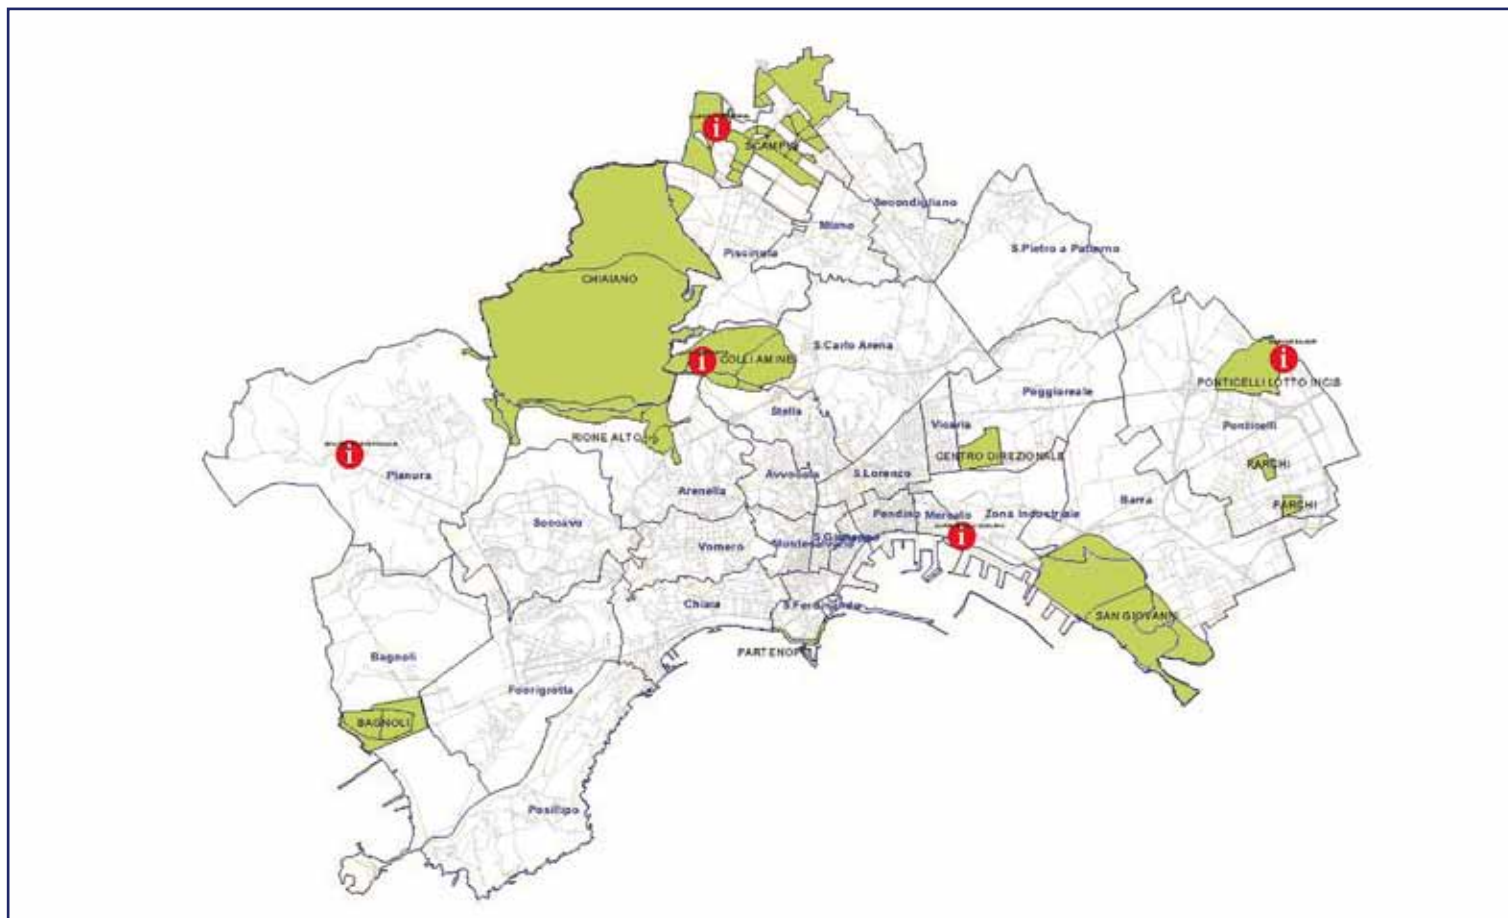 i
SCAMPIA
Secondigliano
Miano
S.Pietro a Patierno
Piscinola
CHIAIANO
S.Carlo Arena
i
COLLI AMINEI
i
PONTICELLI LOTTO INCIS
Poggioreale
Stella
Vicaria
Ponticelli
RIONE ALTO
i
CENTRO DIREZIONALE
PARCHI
Pianura
Avvocata
S.Lorenzo
Arenella
Barra
PARCHI
Soccavo
Pendino
Mercato
Zona Industriale
i
Vomero
Montecalvario
S.Giuseppe
Chiaia
S.Ferdinando
SAN GIOVANNI
PARTENOPE
Bagnoli
Fuorigrotta
BAGNOLI
Posillipo